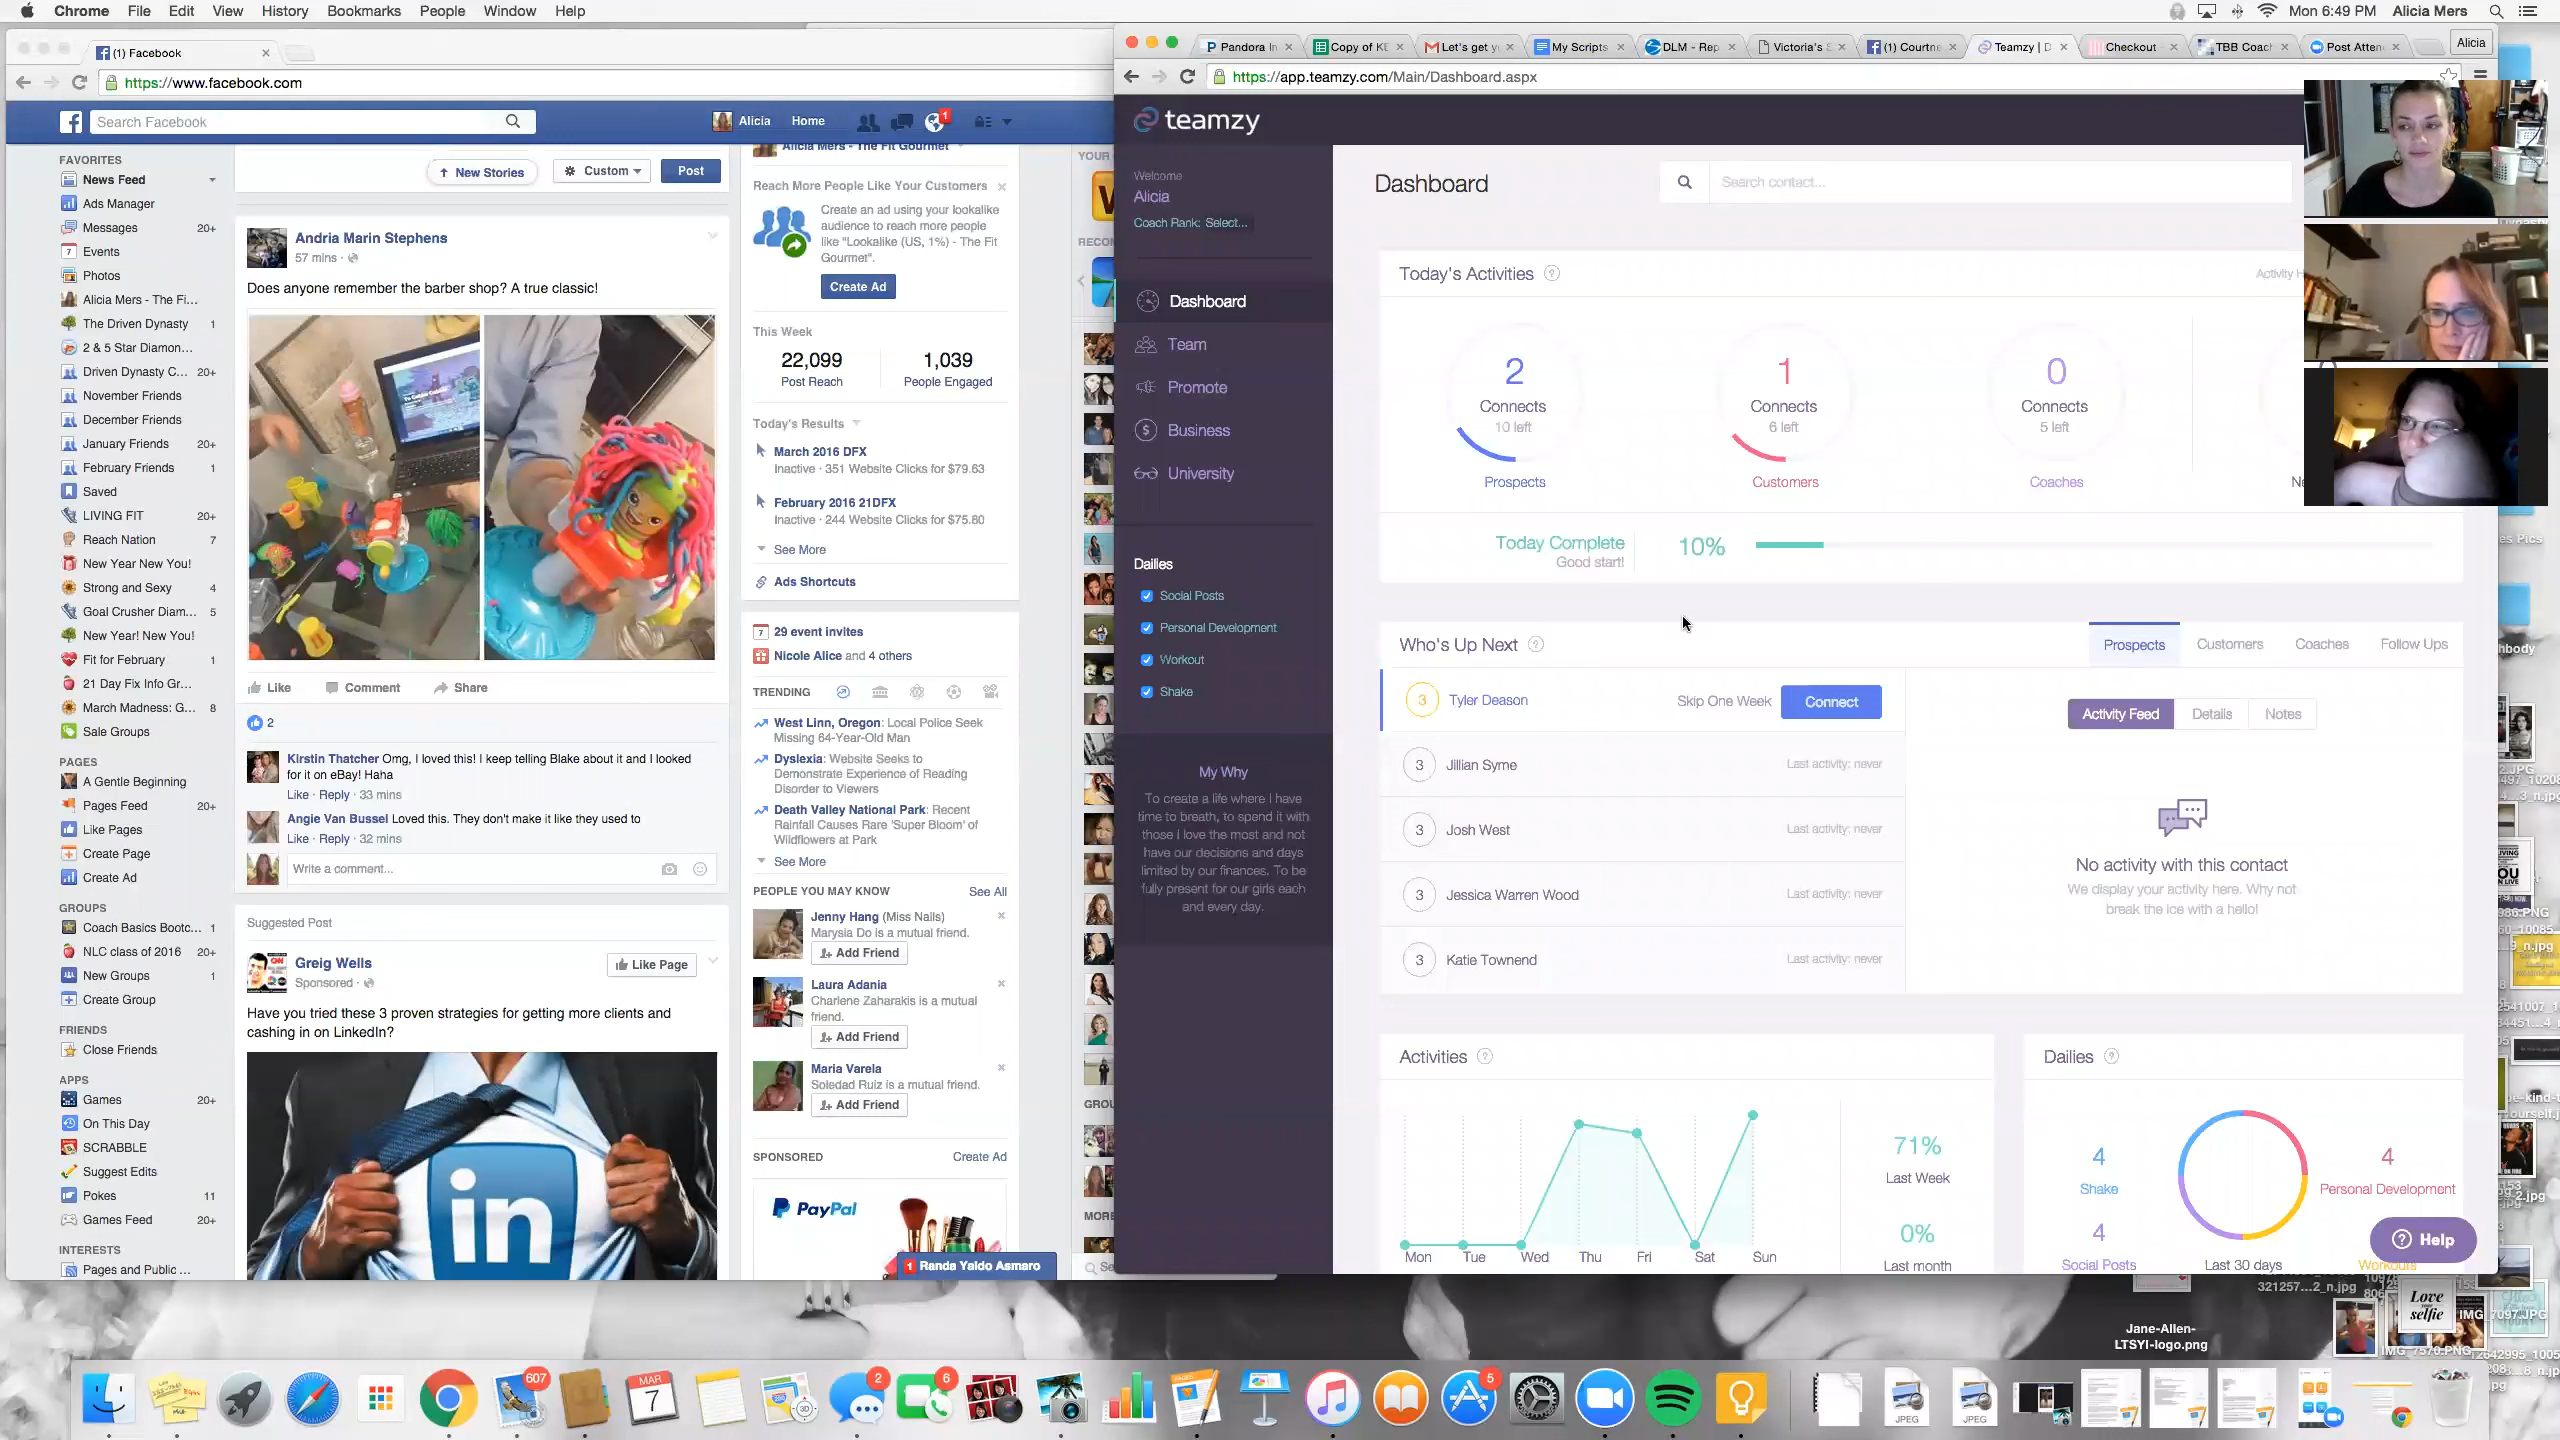 Chrome File Edit View History Bookmarks People Window Help
Mon 6:49 PM Alicia Mers
(1) Facebook
https://www.facebook.com
Search Facebook
Alicia Home
1
FAVORITES
News Feed
Ads Manager
Messages 20+
Events
Photos
Alicia Mers - The Fi...
The Driven Dynasty 1
2 & 5 Star Diamon...
Driven Dynasty C... 20+
November Friends
December Friends
January Friends 20+
February Friends 1
Saved
LIVING FIT 20+
Reach Nation 7
New Year New You!
Strong and Sexy 4
Goal Crusher Diam... 5
New Year! New You!
Fit for February 1
21 Day Fix Info Gr...
March Madness: G... 8
Sale Groups
PAGES
A Gentle Beginning
Pages Feed 20+
Like Pages
Create Page
Create Ad
GROUPS
Coach Basics Bootc... 1
NLC class of 2016 20+
New Groups 1
Create Group
FRIENDS
Close Friends
APPS
Games 20+
On This Day
SCRABBLE
Suggest Edits
Pokes 11
Games Feed 20+
INTERESTS
Pages and Public ...
New Stories
Custom
Post
Andria Marin Stephens
57 mins ·
Does anyone remember the barber shop? A true classic!
Like Comment Share
2
Kirstin Thatcher Omg, I loved this! I keep telling Blake about it and I looked
for it on eBay! Haha
Like · Reply · 33 mins
Angie Van Bussel Loved this. They don't make it like they used to
Like · Reply · 32 mins
Write a comment...
Suggested Post
Greig Wells
Sponsored ·
Like Page
Have you tried these 3 proven strategies for getting more clients and
cashing in on LinkedIn?
in
Alicia Mers - The Fit Gourmet
Reach More People Like Your Customers
Create an ad using your lookalike
audience to reach more people
like "Lookalike (US, 1%) - The Fit
Gourmet".
Create Ad
This Week
22,099 1,039
Post Reach People Engaged
Today's Results
March 2016 DFX
Inactive · 351 Website Clicks for $79.63
February 2016 21DFX
Inactive · 244 Website Clicks for $75.80
See More
Ads Shortcuts
29 event invites
Nicole Alice and 4 others
TRENDING
West Linn, Oregon: Local Police Seek
Missing 64-Year-Old Man
Dyslexia: Website Seeks to
Demonstrate Experience of Reading
Disorder to Viewers
Death Valley National Park: Recent
Rainfall Causes Rare 'Super Bloom' of
Wildflowers at Park
See More
PEOPLE YOU MAY KNOW See All
Jenny Hang (Miss Nails)
Marysia Do is a mutual friend.
Add Friend
Laura Adania
Charlene Zaharakis is a mutual
friend.
Add Friend
Maria Varela
Soledad Ruiz is a mutual friend.
Add Friend
SPONSORED Create Ad
PayPal
1 Randa Yaldo Asmaro
YOUR
RECO
GROU
MORE
Se
Pandora In Copy of KE Let's get y My Scripts DLM - Rep Victoria's S (1) Courtne Teamzy | D Checkout - TBB Coach Post Atten
Alicia
https://app.teamzy.com/Main/Dashboard.aspx
teamzy
Welcome
Alicia
Coach Rank: Select...
Dashboard
Team
Promote
Business
University
Dailies
Social Posts
Personal Development
Workout
Shake
My Why
To create a life where I have
time to breath, to spend it with
those I love the most and not
have our decisions and days
limited by our finances. To be
fully present for our girls each
and every day.
Dashboard
Search contact...
Today's Activities
Activity H
2 1 0
Connects Connects Connects
10 left 6 left 5 left
Prospects Customers Coaches Ne
Today Complete
Good start!
10%
Who's Up Next
Prospects Customers Coaches Follow Ups
3 Tyler Deason Skip One Week Connect
3 Jillian Syme Last activity: never
3 Josh West Last activity: never
3 Jessica Warren Wood Last activity: never
3 Katie Townend Last activity: never
Activity Feed Details Notes
No activity with this contact
We display your activity here. Why not
break the ice with a hello!
Activities
71%
Last Week
0%
Last month
Mon Tue Wed Thu Fri Sat Sun
Dailies
4 Shake
4 Personal Development
4 Social Posts
Last 30 days
Workouts
Help
es Pics
Jane-Allen-
LTSYI-logo.png
321257...2_n.jpg
Love
your
selfie
IMG_7097.JPG
IMG_7570.PNG
12642995_1005
607
MAR
7
2
6
5
PAGES
JPEG
JPEG